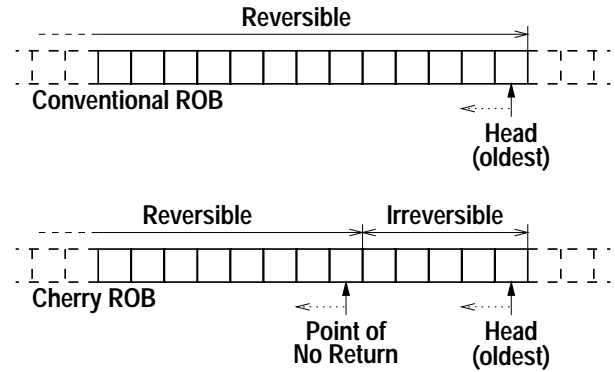 Reversible
Conventional ROB
Head
(oldest)
Reversible
Irreversible
Cherry ROB
Point of
No Return
Head
(oldest)